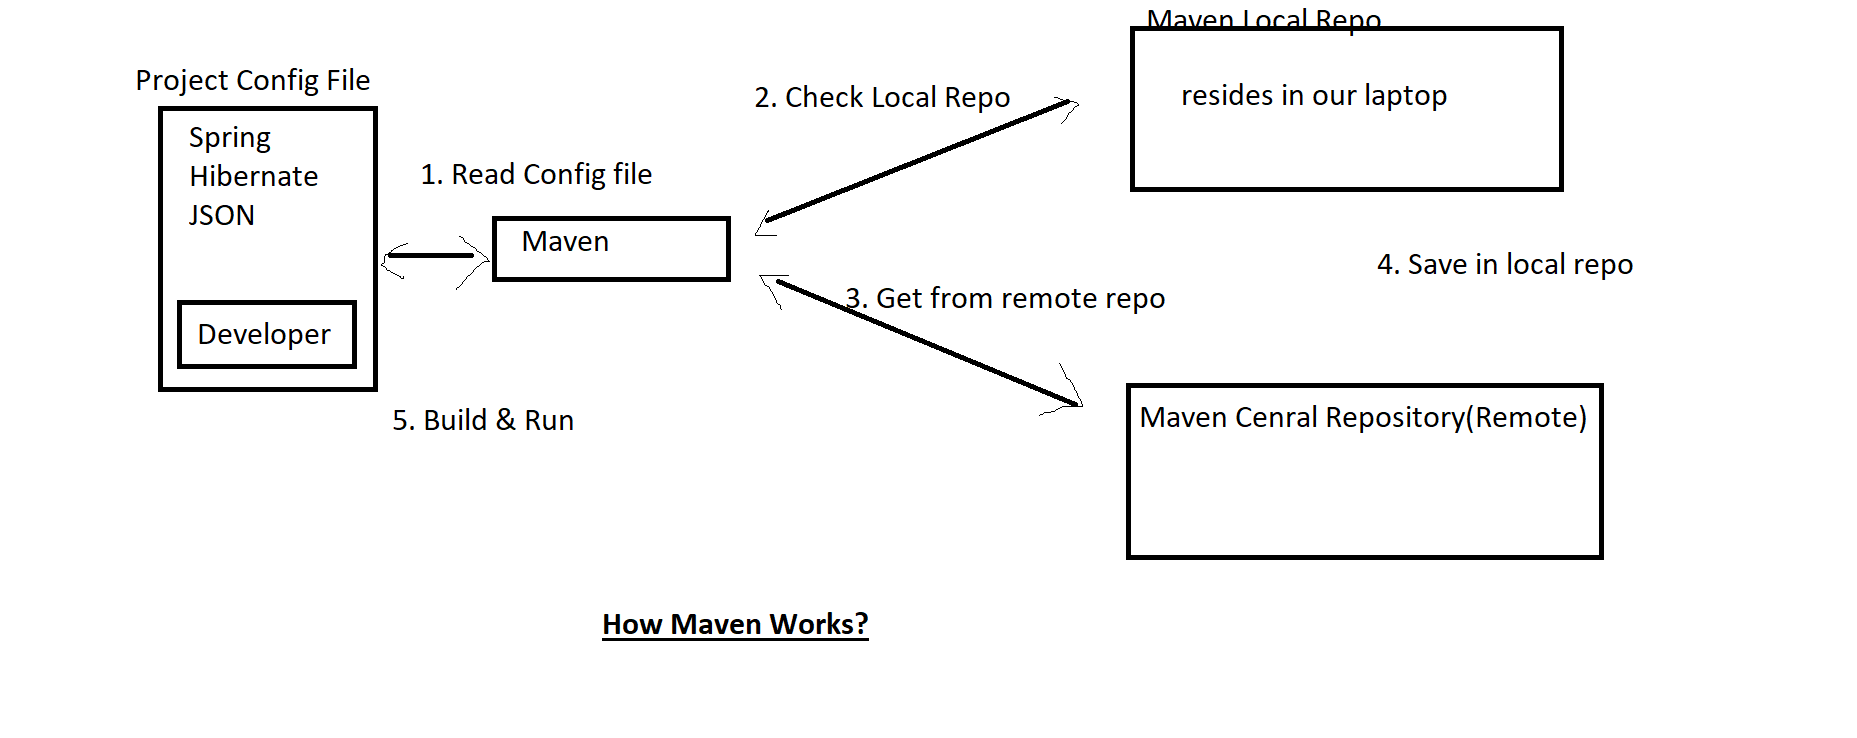 Maven Local Repo
resides in our laptop
Project Config File
Spring
Hibernate
JSON
Developer
1. Read Config file
Maven
2. Check Local Repo
3. Get from remote repo
4. Save in local repo
Maven Cenral Repository(Remote)
5. Build & Run
How Maven Works?